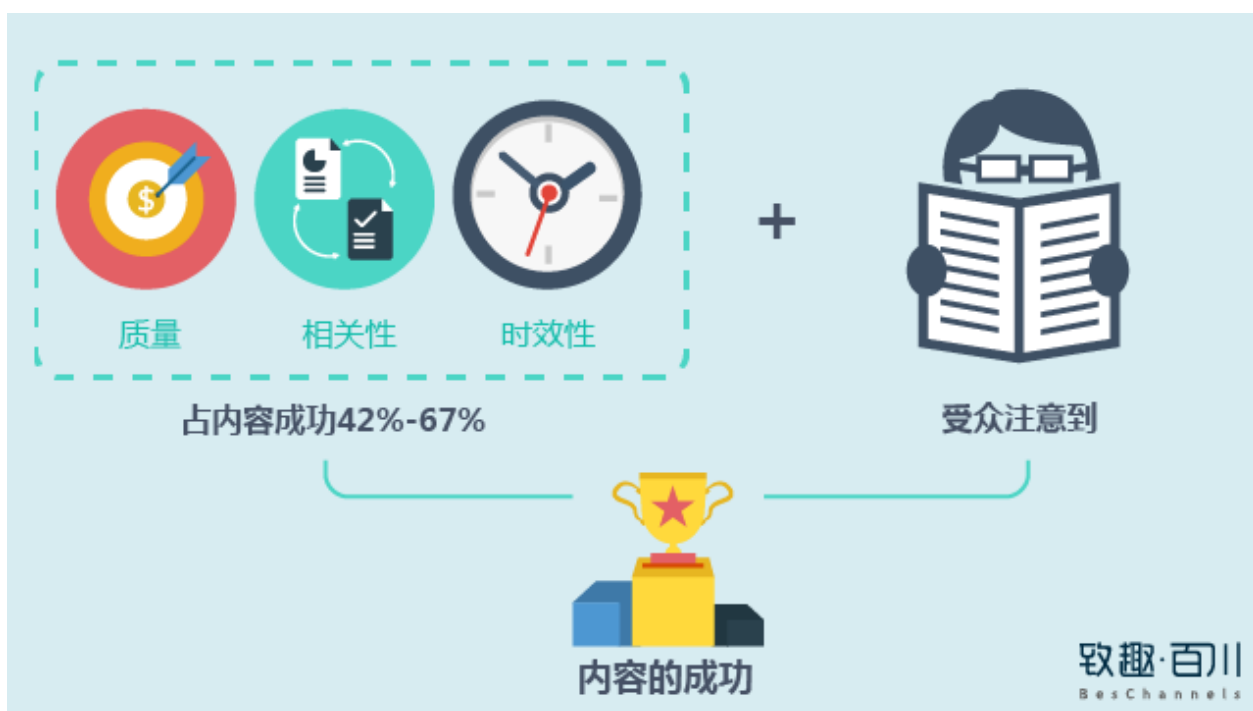 $
质量
相关性
时效性
+
占内容成功42%-67%
受众注意到
内容的成功
致趣·百川
BesChannels